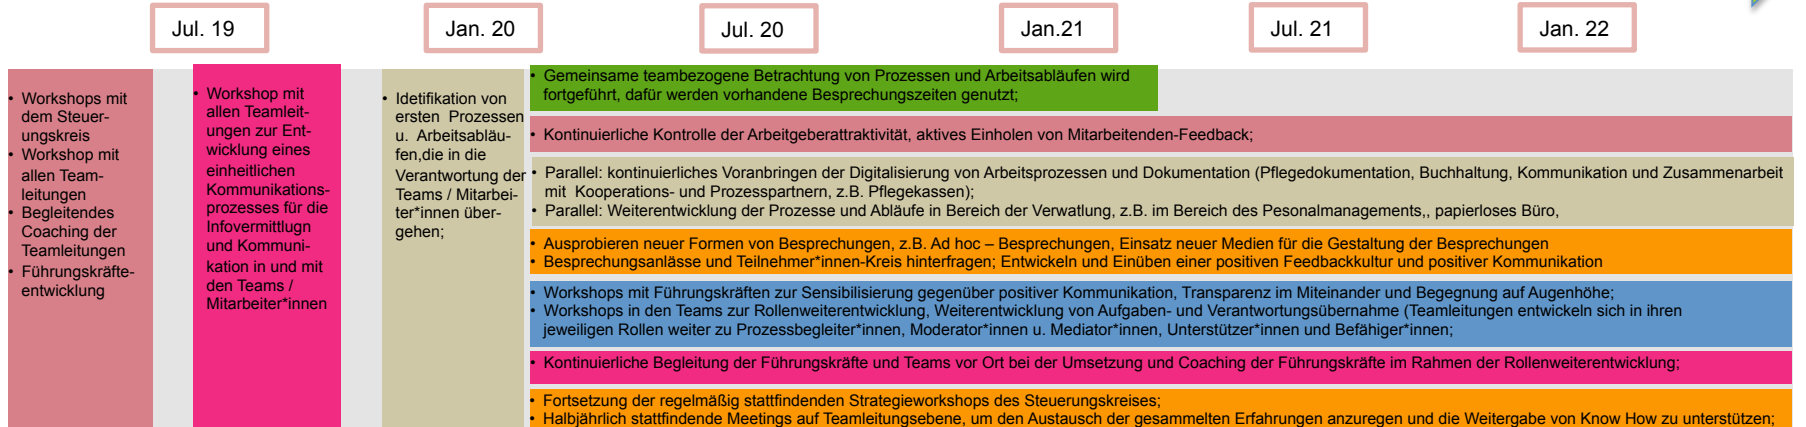 Jul. 19
Jan. 20
Jul. 20
Jan.21
Jul. 21
Jan. 22
• Workshops mit
dem Steuer-
ungskreis
• Workshop mit
allen Team-
leitungen
• Begleitendes
Coaching der
Teamleitungen
• Führungskräfte-
entwicklung
• Workshop mit
allen Teamleit-
ungen zur Ent-
wicklung eines
einheitlichen
Kommunikations-
prozesses für die
Infovermittlugn
und Kommuni-
kation in und mit
den Teams /
Mitarbeiter*innen
• Idetifikation von
ersten Prozessen
u. Arbeitsabläu-
fen,die in die
Verantwortung der
Teams / Mitarbei-
ter*innen über-
gehen;
• Gemeinsame teambezogene Betrachtung von Prozessen und Arbeitsabläufen wird
fortgeführt, dafür werden vorhandene Besprechungszeiten genutzt;
• Kontinuierliche Kontrolle der Arbeitgeberattraktivität, aktives Einholen von Mitarbeitenden-Feedback;
• Parallel: kontinuierliches Voranbringen der Digitalisierung von Arbeitsprozessen und Dokumentation (Pflegedokumentation, Buchhaltung, Kommunikation und Zusammenarbeit
mit Kooperations- und Prozesspartnern, z.B. Pflegekassen);
• Parallel: Weiterentwicklung der Prozesse und Abläufe in Bereich der Verwatlung, z.B. im Bereich des Pesonalmanagements,, papierloses Büro,
• Ausprobieren neuer Formen von Besprechungen, z.B. Ad hoc – Besprechungen, Einsatz neuer Medien für die Gestaltung der Besprechungen
• Besprechungsanlässe und Teilnehmer*innen-Kreis hinterfragen; Entwickeln und Einüben einer positiven Feedbackkultur und positiver Kommunikation
• Workshops mit Führungskräften zur Sensibilisierung gegenüber positiver Kommunikation, Transparenz im Miteinander und Begegnung auf Augenhöhe;
• Workshops in den Teams zur Rollenweiterentwicklung, Weiterentwicklung von Aufgaben- und Verantwortungsübernahme (Teamleitungen entwickeln sich in ihren
jeweiligen Rollen weiter zu Prozessbegleiter*innen, Moderator*innen u. Mediator*innen, Unterstützer*innen und Befähiger*innen;
• Kontinuierliche Begleitung der Führungskräfte und Teams vor Ort bei der Umsetzung und Coaching der Führungskräfte im Rahmen der Rollenweiterentwicklung;
• Fortsetzung der regelmäßig stattfindenden Strategieworkshops des Steuerungskreises;
• Halbjährlich stattfindende Meetings auf Teamleitungsebene, um den Austausch der gesammelten Erfahrungen anzuregen und die Weitergabe von Know How zu unterstützen;